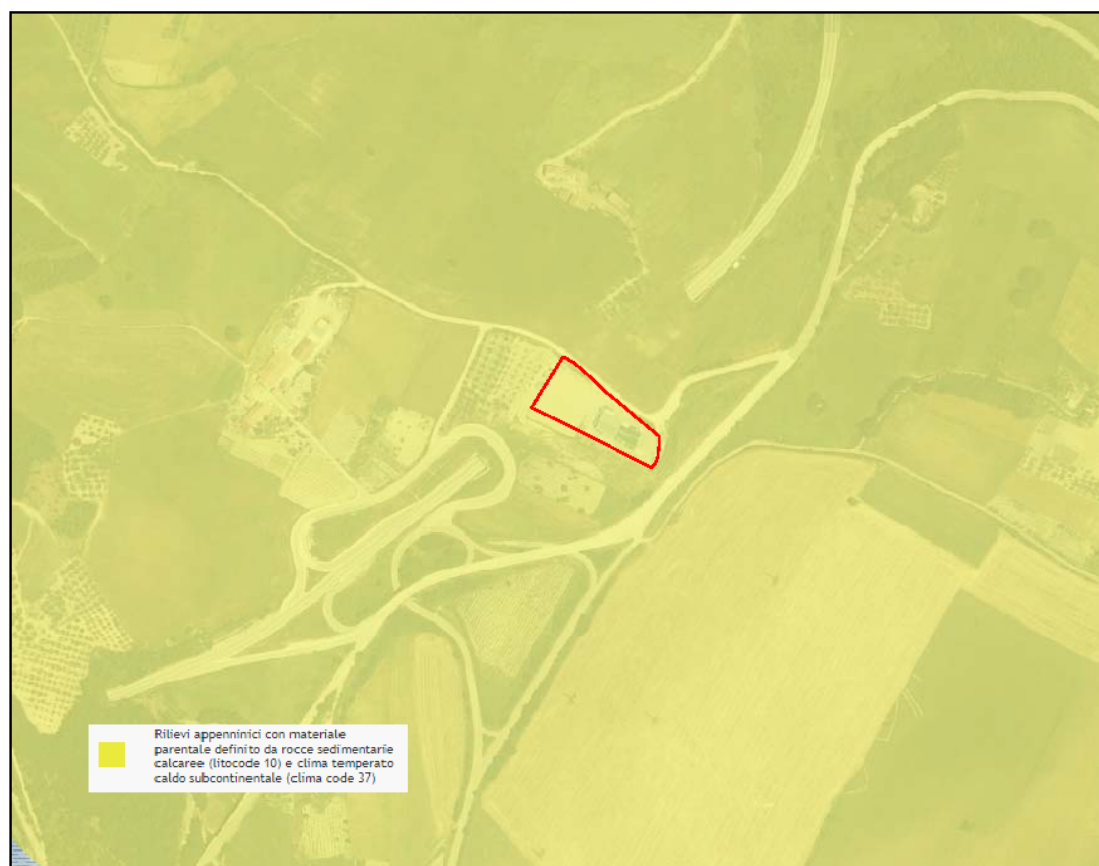 Rilievi appenninici con materiale
parentale definito da rocce sedimentarie
calcaree (litocode 10) e clima temperato
caldo subcontinentale (clima code 37)